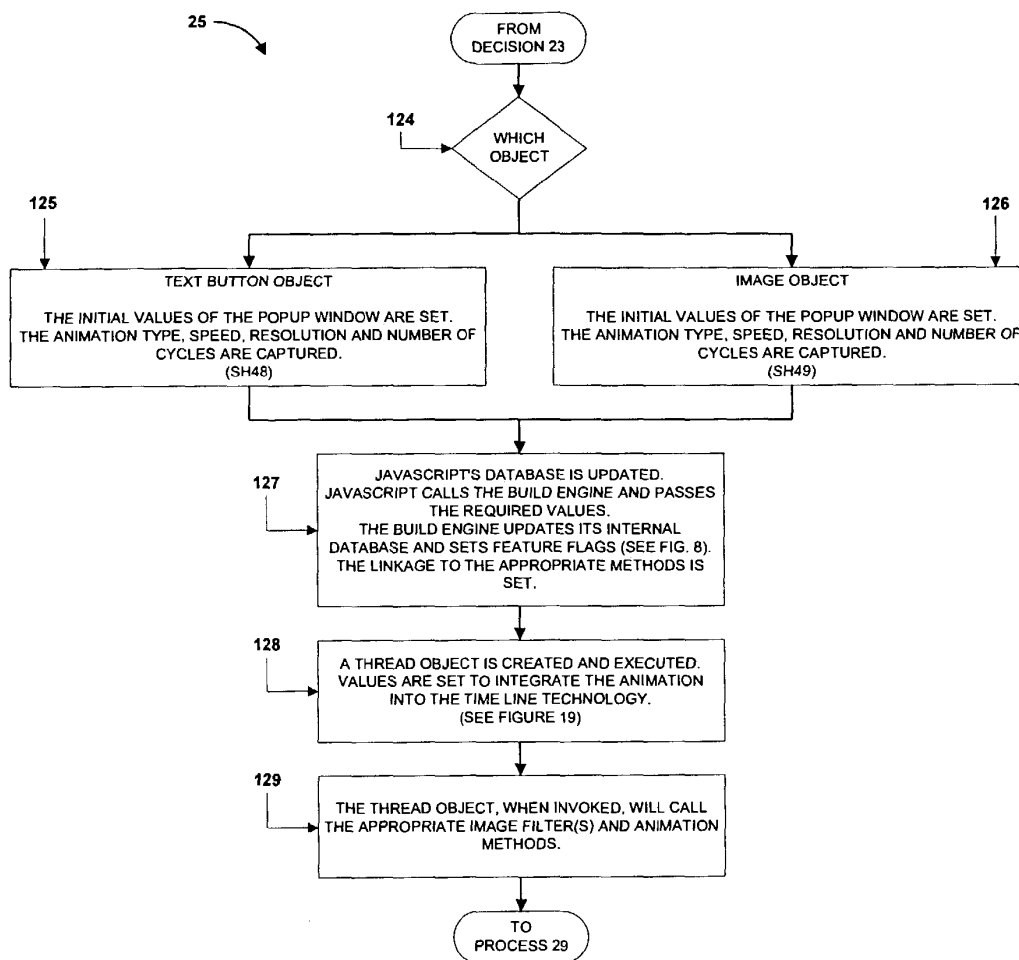 25
FROM
DECISION 23
124
WHICH
OBJECT
125
126
TEXT BUTTON OBJECT
THE INITIAL VALUES OF THE POPUP WINDOW ARE SET.
THE ANIMATION TYPE, SPEED, RESOLUTION AND NUMBER OF
CYCLES ARE CAPTURED.
(SH48)
IMAGE OBJECT
THE INITIAL VALUES OF THE POPUP WINDOW ARE SET.
THE ANIMATION TYPE, SPEED, RESOLUTION AND NUMBER OF
CYCLES ARE CAPTURED.
(SH49)
127
JAVASCRIPT'S DATABASE IS UPDATED.
JAVASCRIPT CALLS THE BUILD ENGINE AND PASSES
THE REQUIRED VALUES.
THE BUILD ENGINE UPDATES ITS INTERNAL
DATABASE AND SETS FEATURE FLAGS (SEE FIG. 8).
THE LINKAGE TO THE APPROPRIATE METHODS IS
SET.
128
A THREAD OBJECT IS CREATED AND EXECUTED.
VALUES ARE SET TO INTEGRATE THE ANIMATION
INTO THE TIME LINE TECHNOLOGY.
(SEE FIGURE 19)
129
THE THREAD OBJECT, WHEN INVOKED, WILL CALL
THE APPROPRIATE IMAGE FILTER(S) AND ANIMATION
METHODS.
TO
PROCESS 29